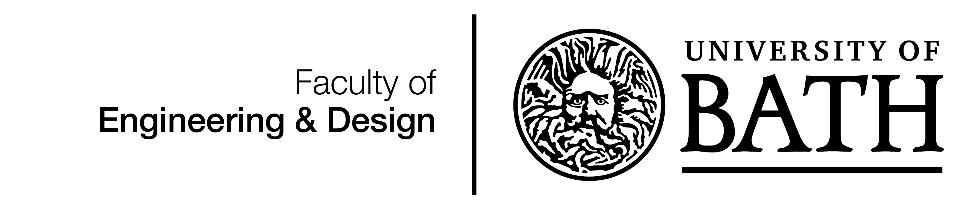 Faculty of
Engineering & Design
UNIVERSITY OF
BATH